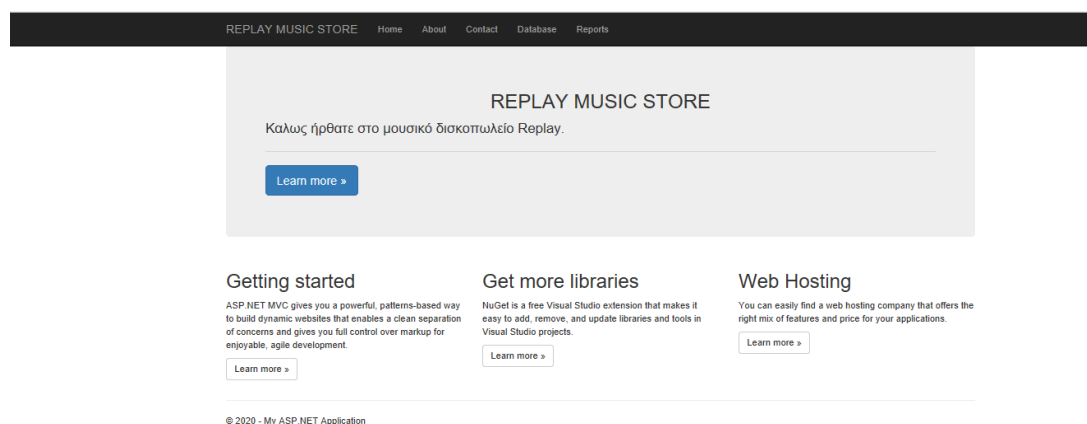 REPLAY MUSIC STORE Home About Contact Database Reports
REPLAY MUSIC STORE
Καλως ήρθατε στο μουσικό δισκοπωλείο Replay.
Learn more »
Getting started
ASP.NET MVC gives you a powerful, patterns-based way
to build dynamic websites that enables a clean separation
of concerns and gives you full control over markup for
enjoyable, agile development.
Learn more »
Get more libraries
NuGet is a free Visual Studio extension that makes it
easy to add, remove, and update libraries and tools in
Visual Studio projects.
Learn more »
Web Hosting
You can easily find a web hosting company that offers the
right mix of features and price for your applications.
Learn more »
© 2020 - My ASP.NET Application